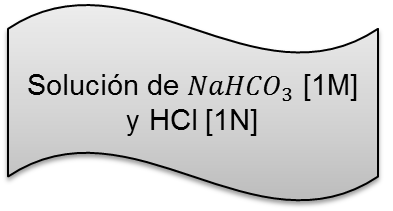 Solución de NaHCO₃ [1M]
y HCl [1N]